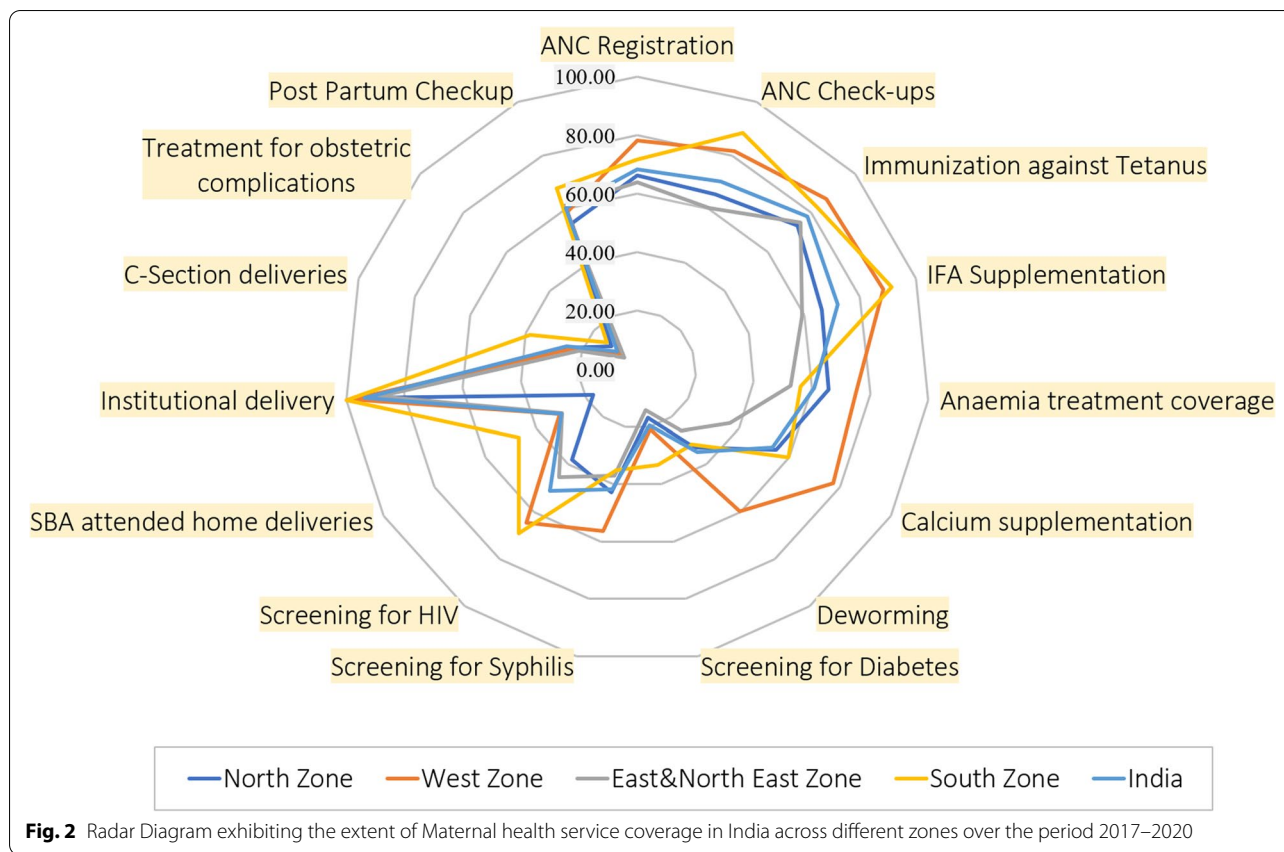 ANC Registration
100.00
Post Partum Checkup
ANC Check-ups
80.00
Treatment for obstetric
complications
Immunization against Tetanus
60.00
C-Section deliveries
IFA Supplementation
40.00
20.00
0.00
Institutional delivery
Anaemia treatment coverage
SBA attended home deliveries
Calcium supplementation
Screening for HIV
Deworming
Screening for Syphilis
Screening for Diabetes
North Zone West Zone East&North East Zone South Zone India
Fig. 2 Radar Diagram exhibiting the extent of Maternal health service coverage in India across different zones over the period 2017–2020